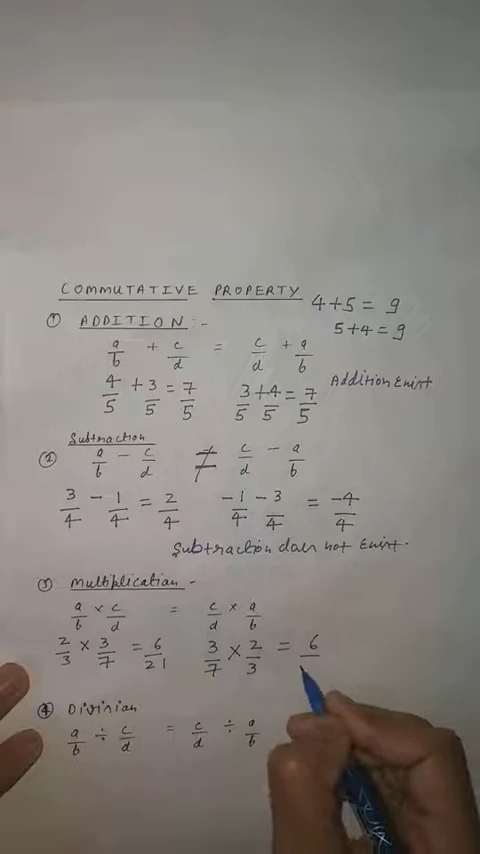 COMMUTATIVE PROPERTY 4+5 = 9
5+4 = 9
① ADDITION :-
a/b + c/d = c/d + a/b
4/5 + 3/5 = 7/5 3/5 + 4/5 = 7/5 Addition Exist
Subtraction
② a/b - c/d ≠ c/d - a/b
3/4 - 1/4 = 2/4 -1/4 - 3/4 = -4/4
Subtraction does not Exist.
③ Multiplication -
a/b × c/d = c/d × a/b
2/3 × 3/7 = 6/21 3/7 × 2/3 = 6/
④ Division
a/b ÷ c/d = c/d ÷ a/b